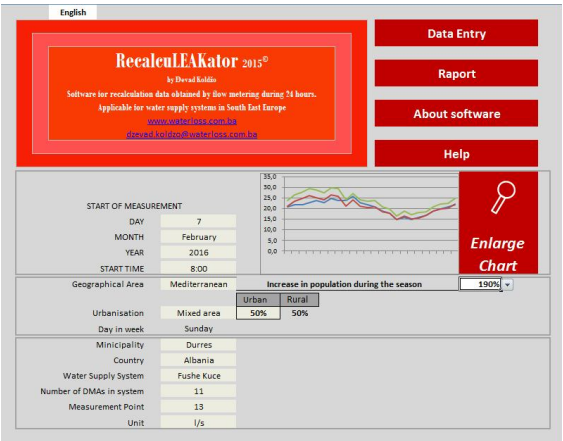 English
RecalcuLEAKator 2015©
by Dževad Koldžo
Software for recalculation data obtained by flow metering during 24 hours.
Applicable for water supply systems in South East Europe
www.waterloss.com.ba
dzevad.koldzo@waterloss.com.ba
Data Entry
Raport
About software
Help
START OF MEASUREMENT
DAY 7
MONTH February
YEAR 2016
START TIME 8:00
35,0
30,0
25,0
20,0
15,0
10,0
5,0
0,0
Enlarge
Chart
Geographical Area Mediterranean Increase in population during the season 190%
Urban Rural
Urbanisation Mixed area 50% 50%
Day in week Sunday
Minicipality Durres
Country Albania
Water Supply System Fushe Kuce
Number of DMAs in system 11
Measurement Point 13
Unit l/s